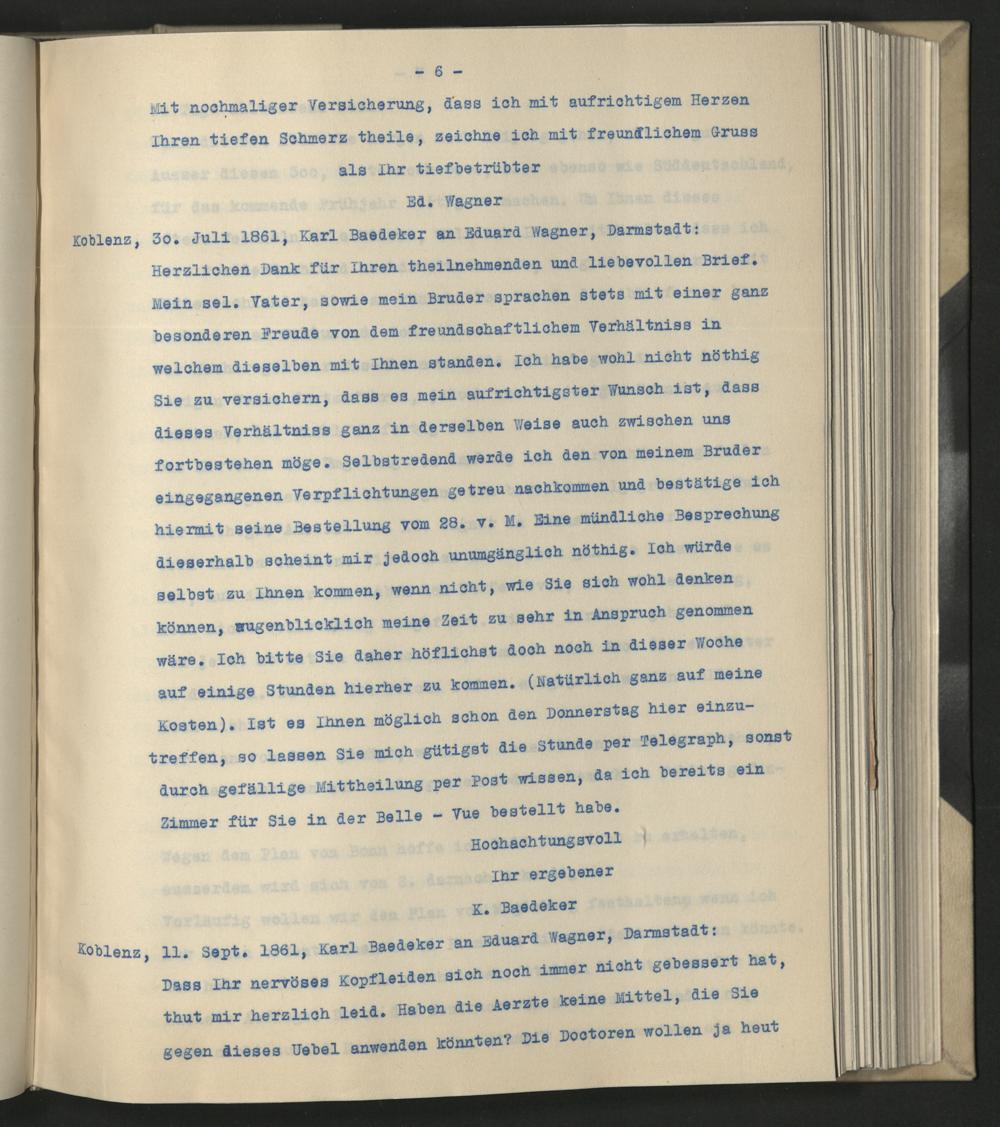 - 6 -
Mit nochmaliger Versicherung, dass ich mit aufrichtigem Herzen
Ihren tiefen Schmerz theile, zeichne ich mit freundlichem Gruss
als Ihr tiefbetrübter
Ed. Wagner
Koblenz, 3o. Juli 1861, Karl Baedeker an Eduard Wagner, Darmstadt:
Herzlichen Dank für Ihren theilnehmenden und liebevollen Brief.
Mein sel. Vater, sowie mein Bruder sprachen stets mit einer ganz
besonderen Freude von dem freundschaftlichem Verhältniss in
welchem dieselben mit Ihnen standen. Ich habe wohl nicht nöthig
Sie zu versichern, dass es mein aufrichtigster Wunsch ist, dass
dieses Verhältniss ganz in derselben Weise auch zwischen uns
fortbestehen möge. Selbstredend werde ich den von meinem Bruder
eingegangenen Verpflichtungen getreu nachkommen und bestätige ich
hiermit seine Bestellung vom 28. v. M. Eine mündliche Besprechung
dieserhalb scheint mir jedoch unumgänglich nöthig. Ich würde
selbst zu Ihnen kommen, wenn nicht, wie Sie sich wohl denken
können, augenblicklich meine Zeit zu sehr in Anspruch genommen
wäre. Ich bitte Sie daher höflichst doch noch in dieser Woche
auf einige Stunden hierher zu kommen. (Natürlich ganz auf meine
Kosten). Ist es Ihnen möglich schon den Donnerstag hier einzu-
treffen, so lassen Sie mich gütigst die Stunde per Telegraph, sonst
durch gefällige Mittheilung per Post wissen, da ich bereits ein
Zimmer für Sie in der Belle - Vue bestellt habe.
Hochachtungsvoll
Ihr ergebener
K. Baedeker
Koblenz, 11. Sept. 1861, Karl Baedeker an Eduard Wagner, Darmstadt:
Dass Ihr nervöses Kopfleiden sich noch immer nicht gebessert hat,
thut mir herzlich leid. Haben die Aerzte keine Mittel, die Sie
gegen dieses Uebel anwenden könnten? Die Doctoren wollen ja heut